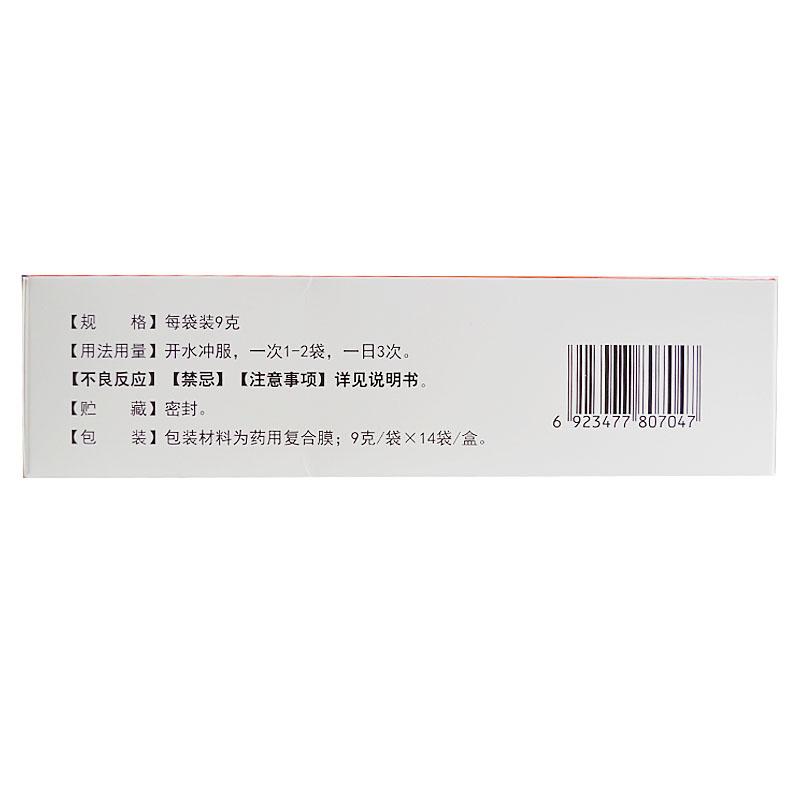 【规　　格】每袋装9克
【用法用量】开水冲服，一次1-2袋，一日3次。
【不良反应】【禁忌】【注意事项】详见说明书。
【贮　　藏】密封。
【包　　装】包装材料为药用复合膜；9克/袋×14袋/盒。
6 923477 807047